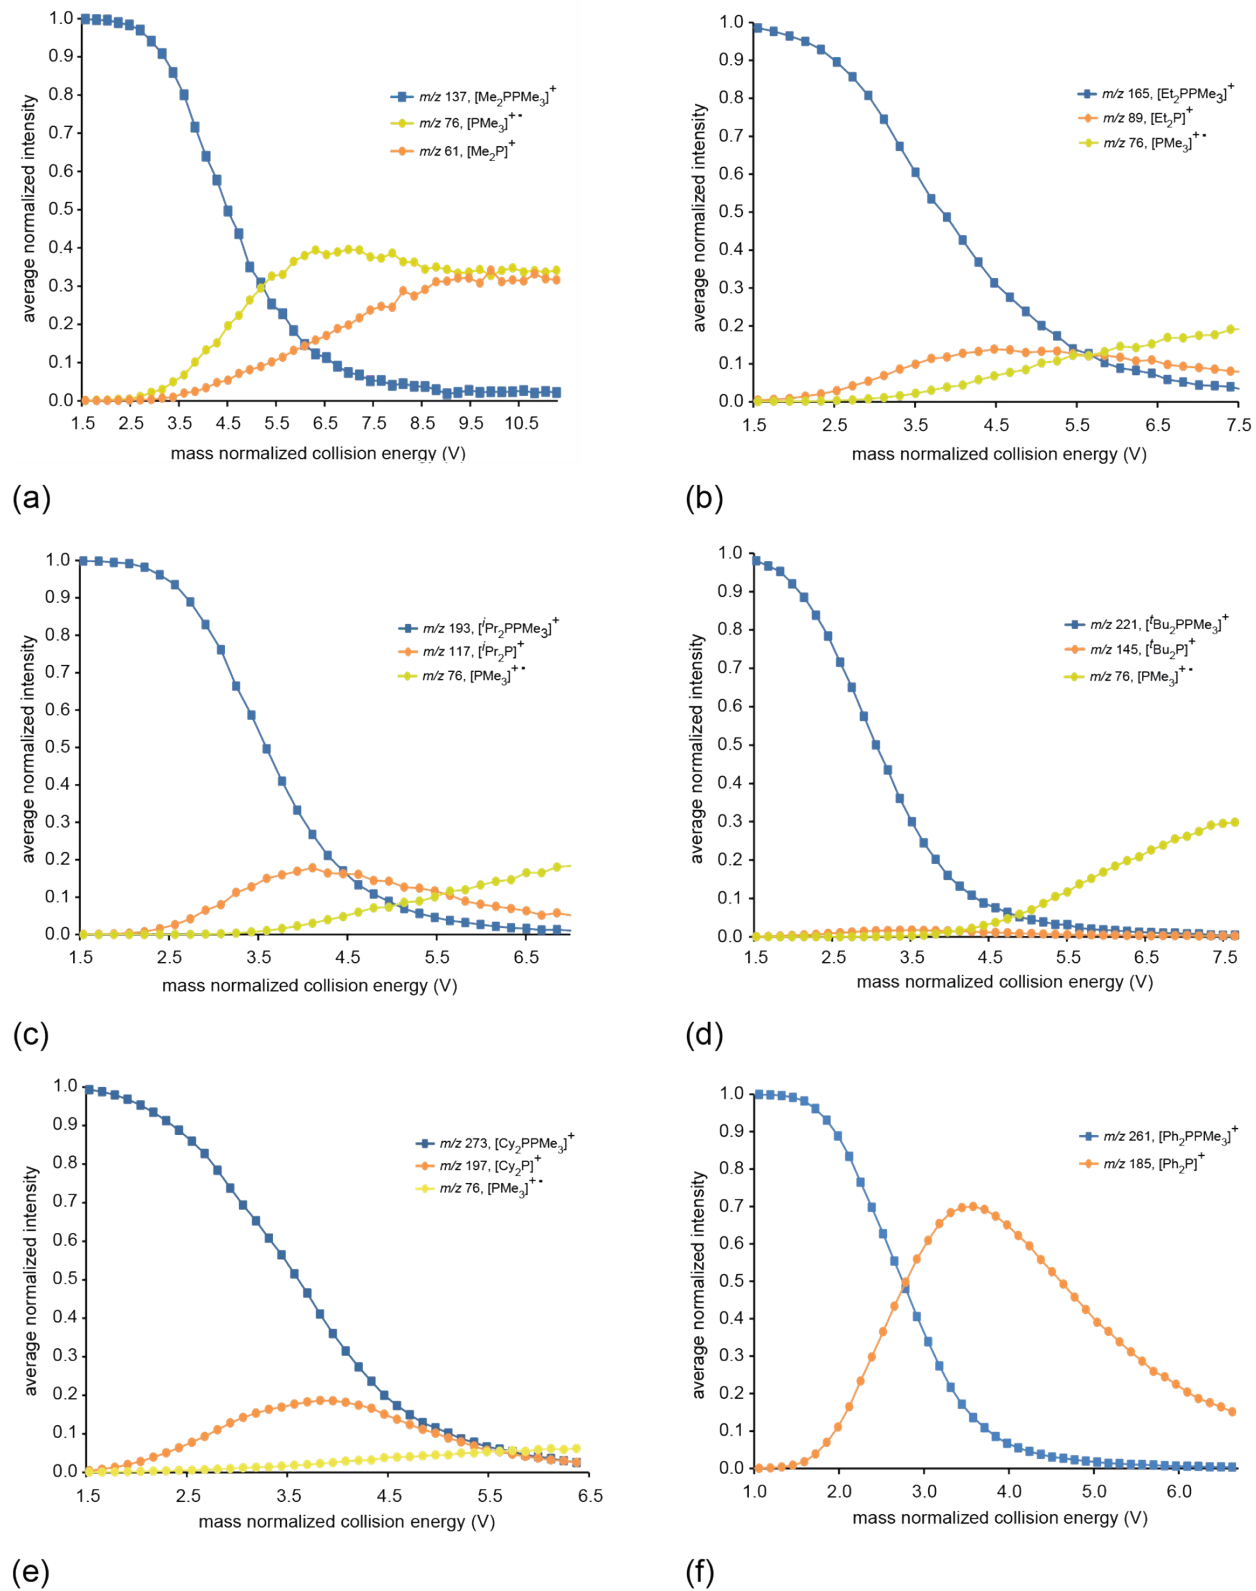 1.0
0.9
0.8
0.7
0.6
0.5
0.4
0.3
0.2
0.1
0.0
average normalized intensity
m/z 137, [Me2PPMe3]+
m/z 76, [PMe3]+•
m/z 61, [Me2P]+
1.5 2.5 3.5 4.5 5.5 6.5 7.5 8.5 9.5 10.5
mass normalized collision energy (V)
(a)
1.0
0.9
0.8
0.7
0.6
0.5
0.4
0.3
0.2
0.1
0.0
average normalized intensity
m/z 165, [Et2PPMe3]+
m/z 89, [Et2P]+
m/z 76, [PMe3]+•
1.5 2.5 3.5 4.5 5.5 6.5 7.5
mass normalized collision energy (V)
(b)
1.0
0.9
0.8
0.7
0.6
0.5
0.4
0.3
0.2
0.1
0.0
average normalized intensity
m/z 193, [iPr2PPMe3]+
m/z 117, [iPr2P]+
m/z 76, [PMe3]+•
1.5 2.5 3.5 4.5 5.5 6.5
mass normalized collision energy (V)
(c)
1.0
0.9
0.8
0.7
0.6
0.5
0.4
0.3
0.2
0.1
0.0
average normalized intensity
m/z 221, [tBu2PPMe3]+
m/z 145, [tBu2P]+
m/z 76, [PMe3]+•
1.5 2.5 3.5 4.5 5.5 6.5 7.5
mass normalized collision energy (V)
(d)
1.0
0.9
0.8
0.7
0.6
0.5
0.4
0.3
0.2
0.1
0.0
average normalized intensity
m/z 273, [Cy2PPMe3]+
m/z 197, [Cy2P]+
m/z 76, [PMe3]+•
1.5 2.5 3.5 4.5 5.5 6.5
mass normalized collision energy (V)
(e)
1.0
0.9
0.8
0.7
0.6
0.5
0.4
0.3
0.2
0.1
0.0
average normalized intensity
m/z 261, [Ph2PPMe3]+
m/z 185, [Ph2P]+
1.0 2.0 3.0 4.0 5.0 6.0
mass normalized collision energy (V)
(f)